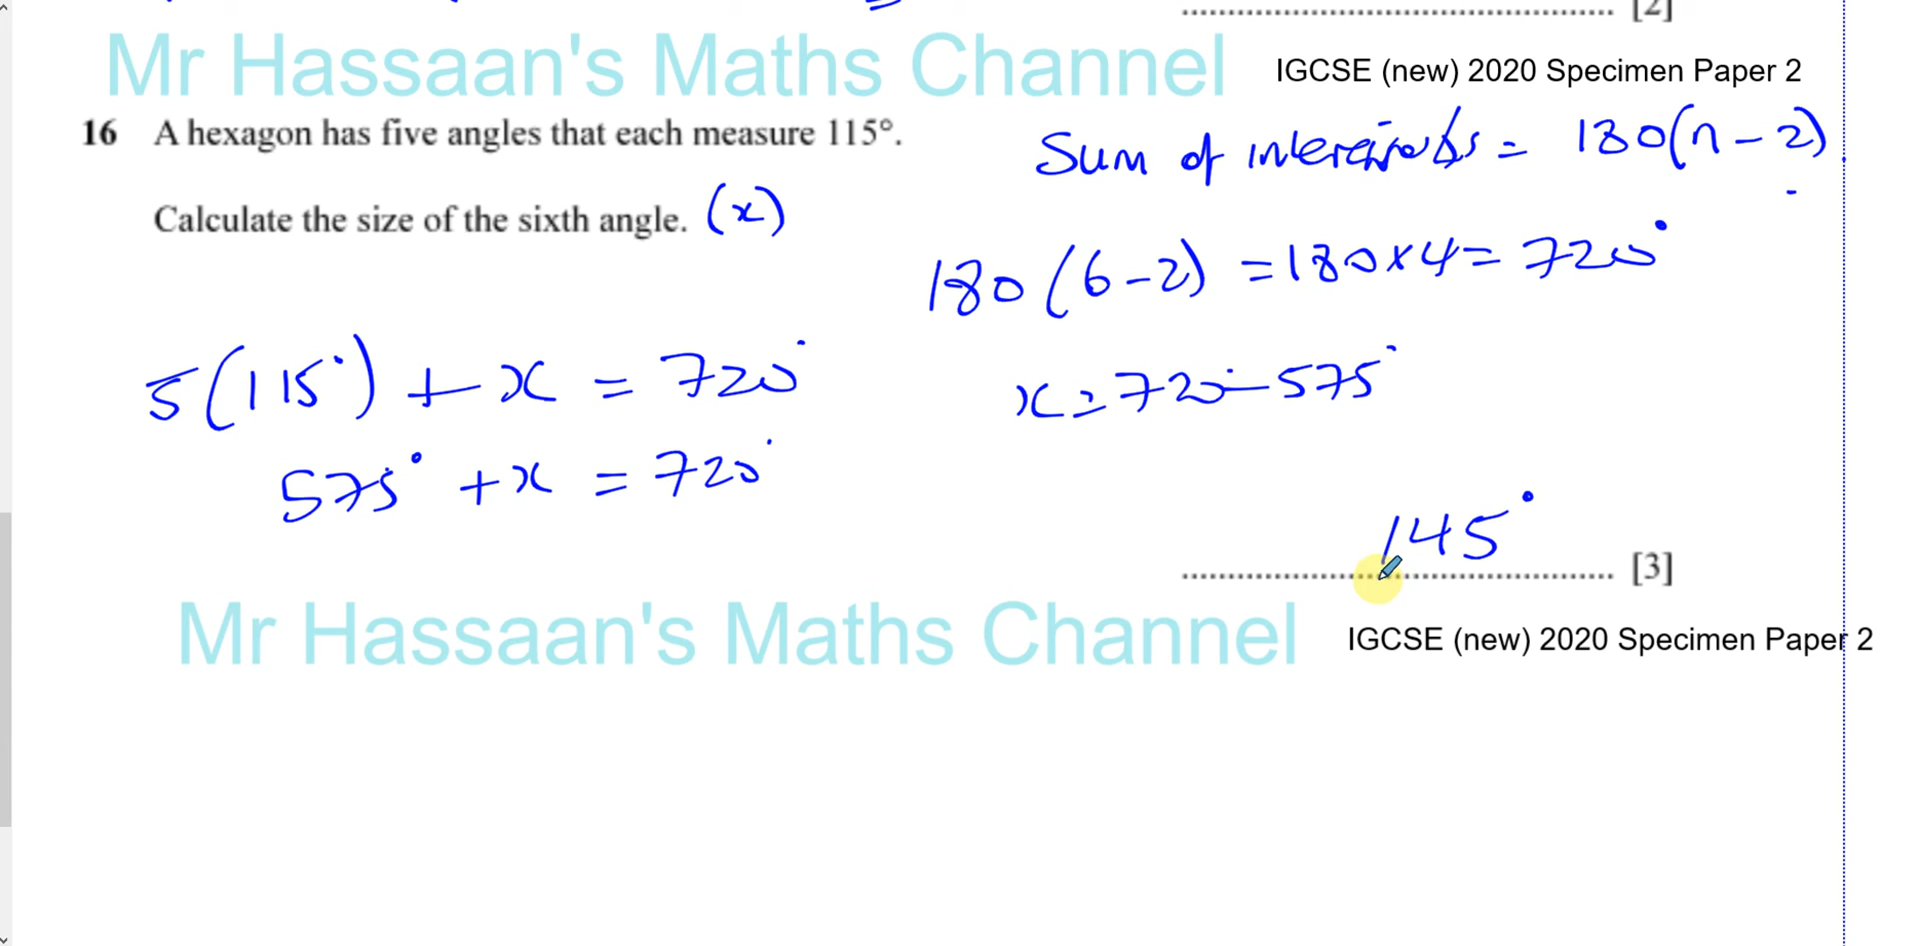 [2]
Mr Hassaan's Maths Channel
IGCSE (new) 2020 Specimen Paper 2
16 A hexagon has five angles that each measure 115°.
Sum of interior ∠s = 180(n-2)
Calculate the size of the sixth angle. (x)
180(6-2) = 180×4 = 720°
5(115°) + x = 720°
x = 720°-575°
575° + x = 720°
145°
[3]
Mr Hassaan's Maths Channel
IGCSE (new) 2020 Specimen Paper 2